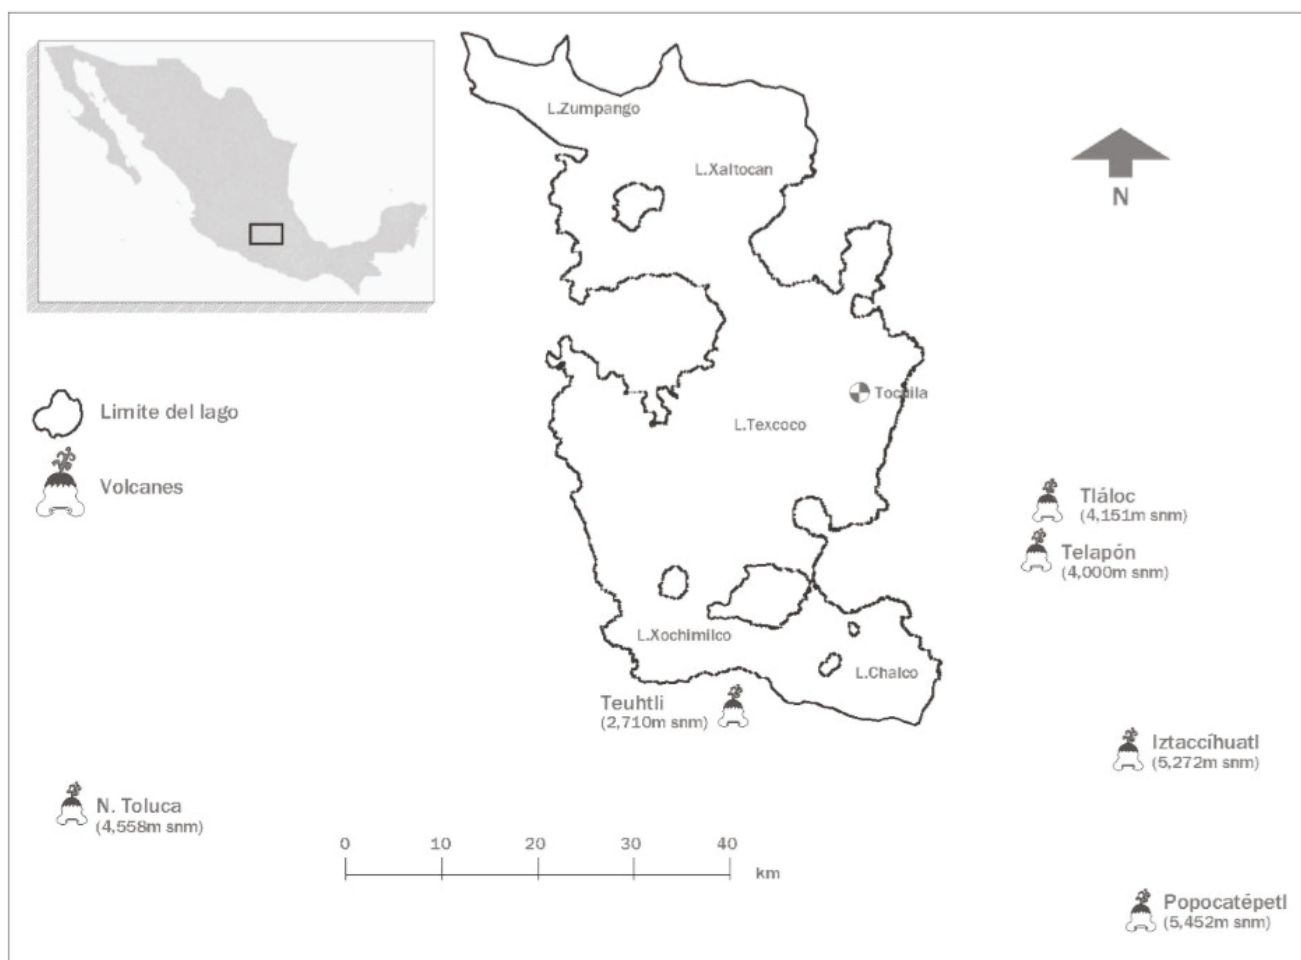 L.Zumpango
L.Xaltocan
N
Limite del lago
Tocuila
L.Texcoco
Volcanes
Tláloc
(4,151m snm)
Telapón
(4,000m snm)
L.Xochimilco
L.Chalco
Teuhtli
(2,710m snm)
Iztaccíhuatl
(5,272m snm)
N. Toluca
(4,558m snm)
0 10 20 30 40
km
Popocatépetl
(5,452m snm)